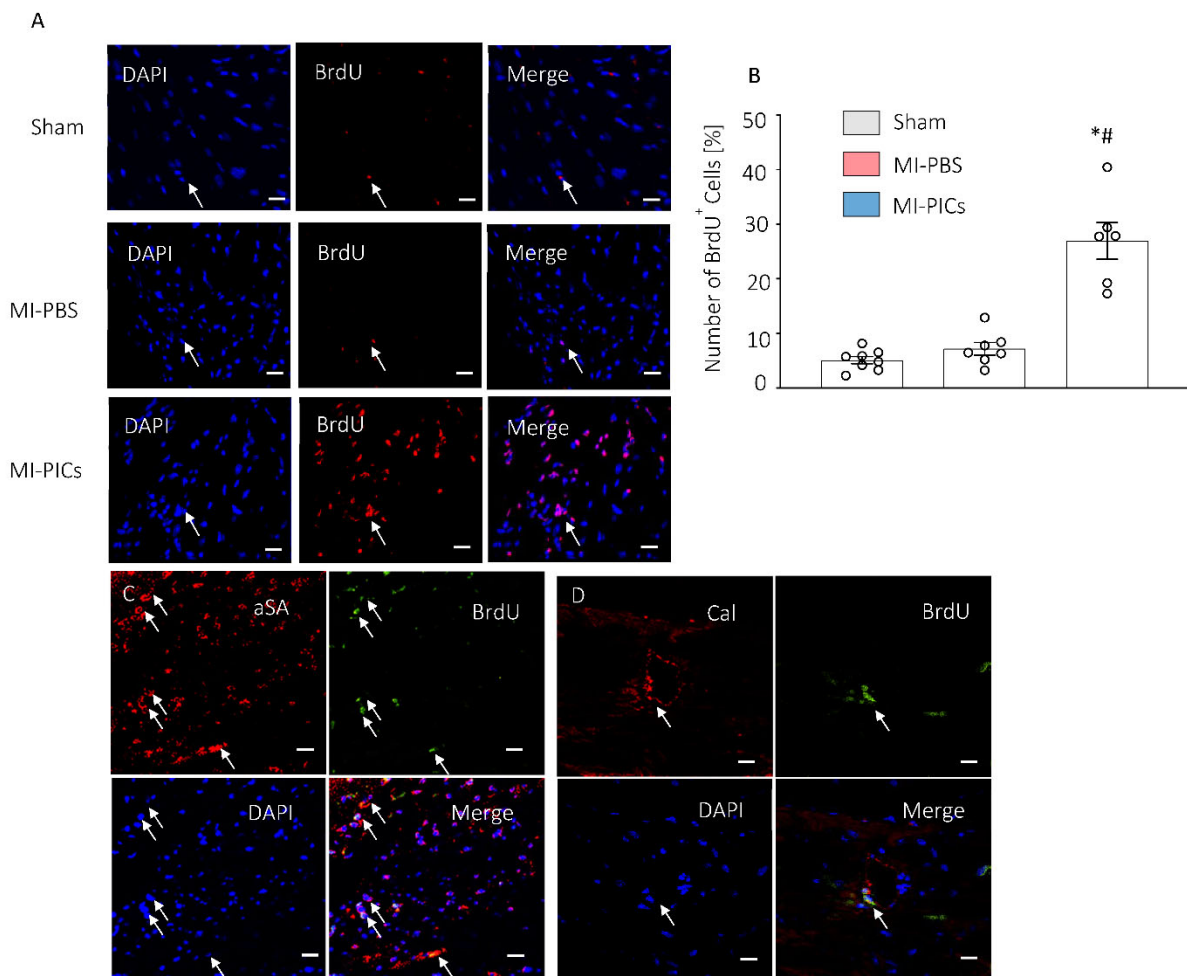 A
DAPI
BrdU
Merge
Sham
DAPI
BrdU
Merge
MI-PBS
DAPI
BrdU
Merge
MI-PICs
B
Number of BrdU⁺ Cells [%]
50
40
30
20
10
0
Sham
MI-PBS
MI-PICs
*#
C
aSA
BrdU
DAPI
Merge
D
Cal
BrdU
DAPI
Merge